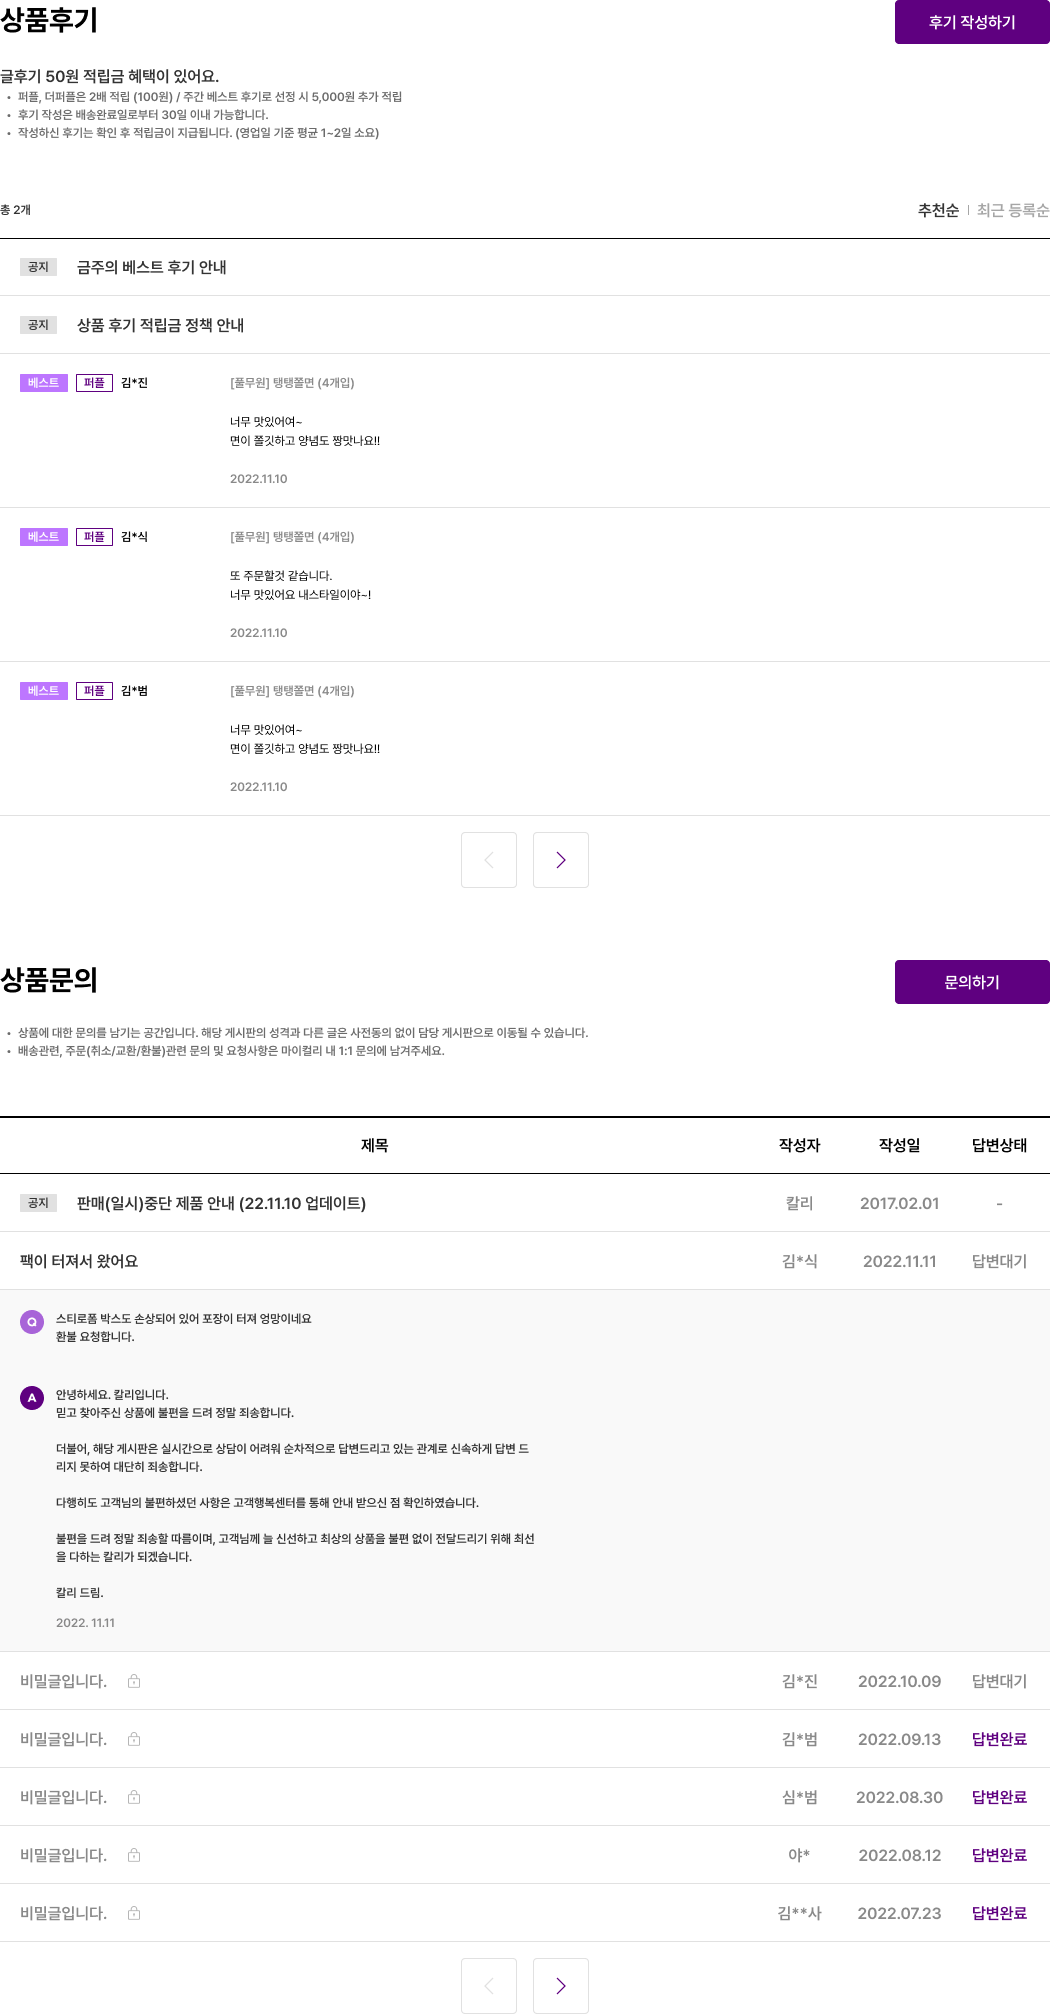 상품후기
후기 작성하기
글후기 50원 적립금 혜택이 있어요.
• 퍼플, 더퍼플은 2배 적립 (100원) / 주간 베스트 후기로 선정 시 5,000원 추가 적립
• 후기 작성은 배송완료일로부터 30일 이내 가능합니다.
• 작성하신 후기는 확인 후 적립금이 지급됩니다. (영업일 기준 평균 1~2일 소요)
총 2개
추천순 | 최근 등록순
공지 금주의 베스트 후기 안내
공지 상품 후기 적립금 정책 안내
베스트 퍼플 김*진 [풀무원] 탱탱쫄면 (4개입)
너무 맛있어여~
면이 쫄깃하고 양념도 짱맛나요!!
2022.11.10
베스트 퍼플 김*식 [풀무원] 탱탱쫄면 (4개입)
또 주문할것 같습니다.
너무 맛있어요 내스타일이야~!
2022.11.10
베스트 퍼플 김*범 [풀무원] 탱탱쫄면 (4개입)
너무 맛있어여~
면이 쫄깃하고 양념도 짱맛나요!!
2022.11.10
상품문의
문의하기
• 상품에 대한 문의를 남기는 공간입니다. 해당 게시판의 성격과 다른 글은 사전동의 없이 담당 게시판으로 이동될 수 있습니다.
• 배송관련, 주문(취소/교환/환불)관련 문의 및 요청사항은 마이컬리 내 1:1 문의에 남겨주세요.
제목 작성자 작성일 답변상태
공지 판매(일시)중단 제품 안내 (22.11.10 업데이트) 칼리 2017.02.01 -
팩이 터져서 왔어요 김*식 2022.11.11 답변대기
Q 스티로폼 박스도 손상되어 있어 포장이 터져 엉망이네요
환불 요청합니다.
A 안녕하세요. 칼리입니다.
믿고 찾아주신 상품에 불편을 드려 정말 죄송합니다.
더불어, 해당 게시판은 실시간으로 상담이 어려워 순차적으로 답변드리고 있는 관계로 신속하게 답변 드
리지 못하여 대단히 죄송합니다.
다행히도 고객님의 불편하셨던 사항은 고객행복센터를 통해 안내 받으신 점 확인하였습니다.
불편을 드려 정말 죄송할 따름이며, 고객님께 늘 신선하고 최상의 상품을 불편 없이 전달드리기 위해 최선
을 다하는 칼리가 되겠습니다.
칼리 드림.
2022. 11.11
비밀글입니다. 김*진 2022.10.09 답변대기
비밀글입니다. 김*범 2022.09.13 답변완료
비밀글입니다. 심*범 2022.08.30 답변완료
비밀글입니다. 야* 2022.08.12 답변완료
비밀글입니다. 김**사 2022.07.23 답변완료